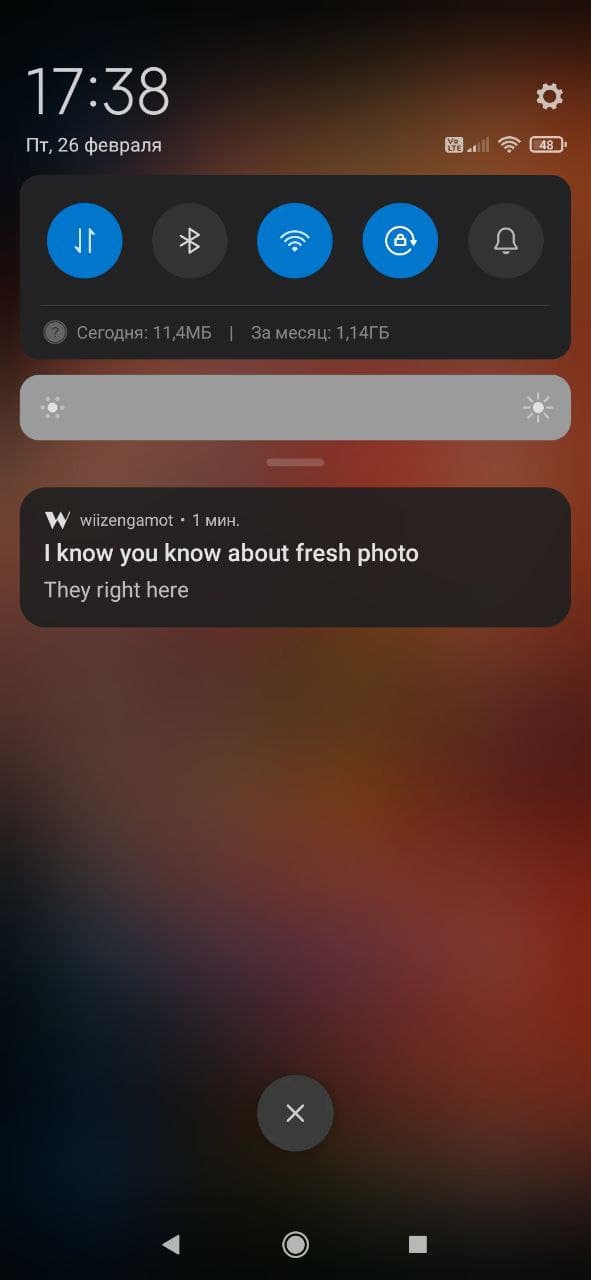 17:38
Пт, 26 февраля
Vo LTE
48
? Сегодня: 11,4МБ | За месяц: 1,14ГБ
W wiizengamot • 1 мин.
I know you know about fresh photo
They right here